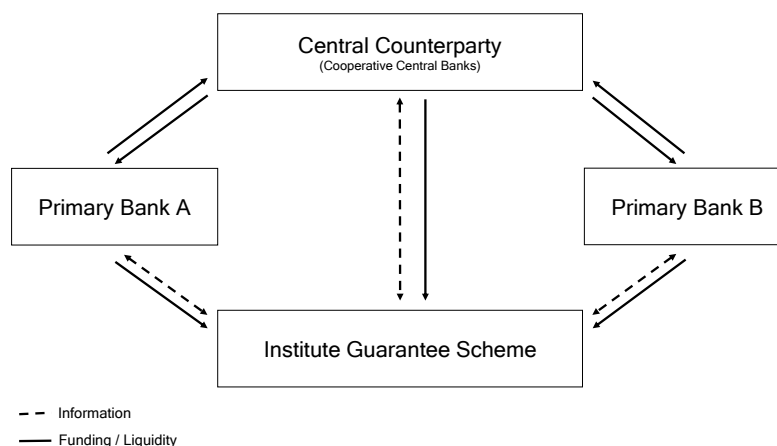 Central Counterparty
(Cooperative Central Banks)
Primary Bank A
Primary Bank B
Institute Guarantee Scheme
Information
Funding / Liquidity